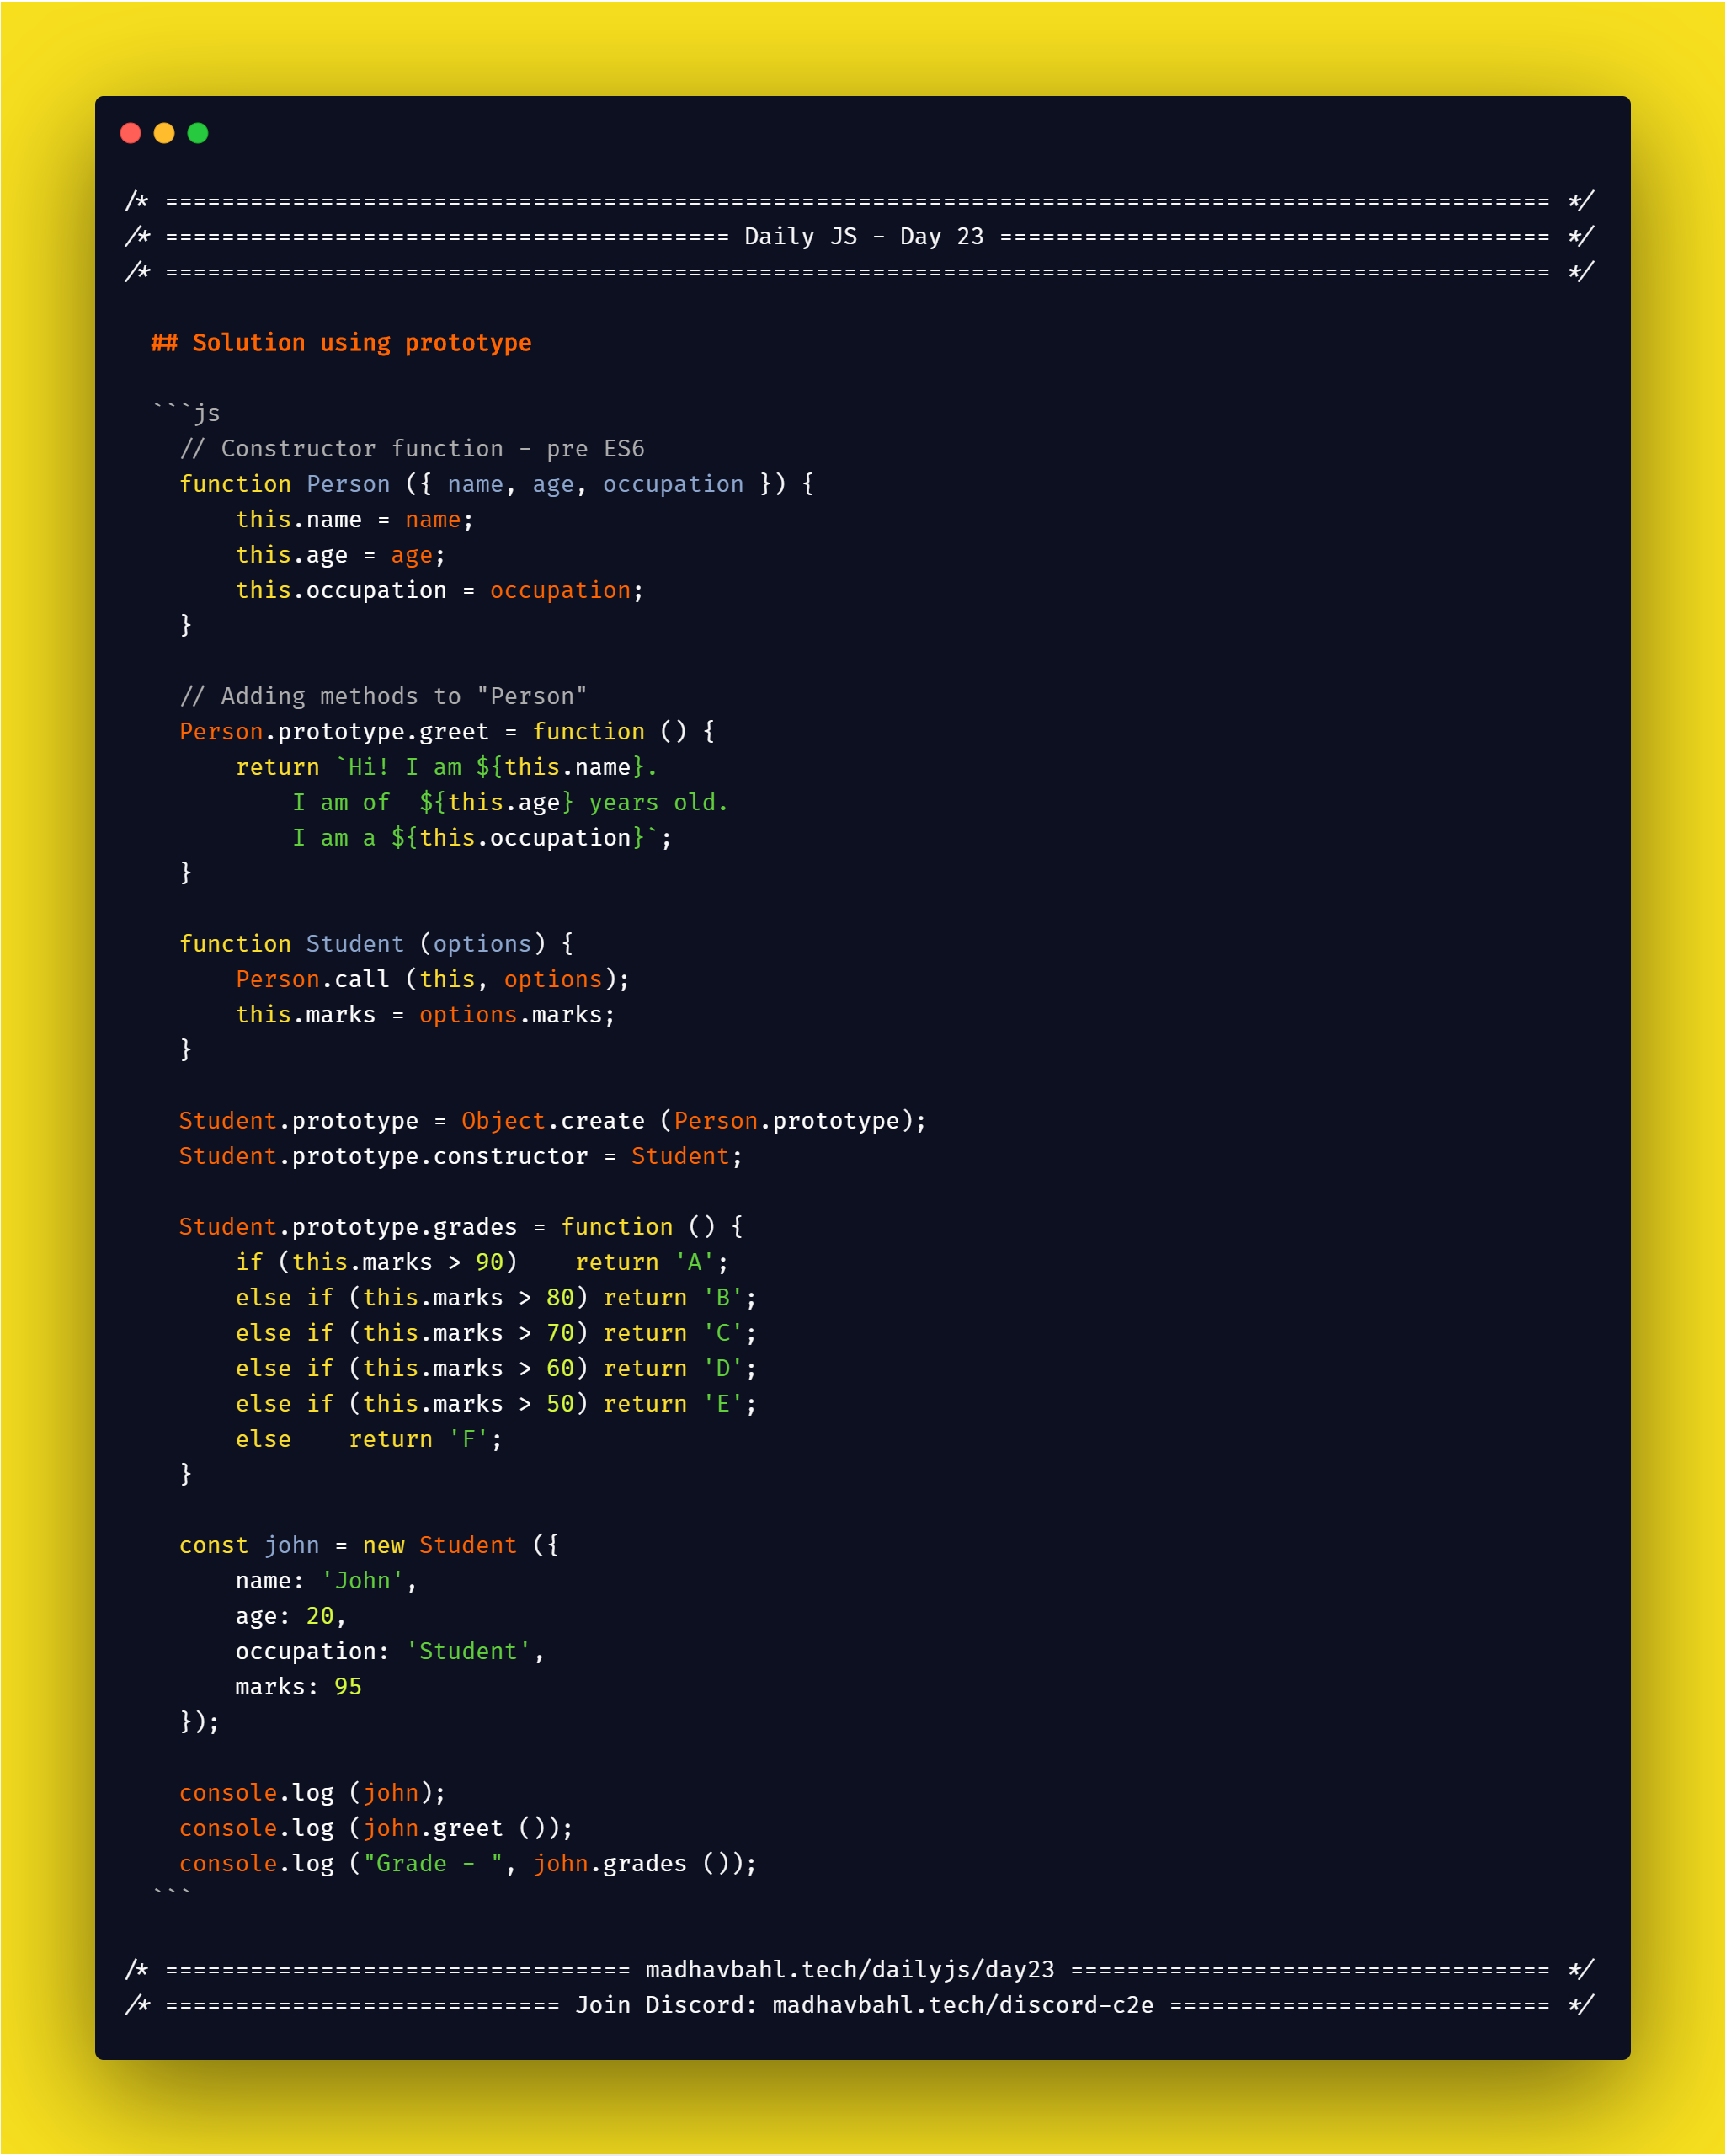 /* ================================================================================================== */
/* ======================================== Daily JS - Day 23 ======================================= */
/* ================================================================================================== */
## Solution using prototype
```js
// Constructor function - pre ES6
function Person ({ name, age, occupation }) {
this.name = name;
this.age = age;
this.occupation = occupation;
}
// Adding methods to "Person"
Person.prototype.greet = function () {
return `Hi! I am ${this.name}.
I am of  ${this.age} years old.
I am a ${this.occupation}`;
}
function Student (options) {
Person.call (this, options);
this.marks = options.marks;
}
Student.prototype = Object.create (Person.prototype);
Student.prototype.constructor = Student;
Student.prototype.grades = function () {
if (this.marks > 90)    return 'A';
else if (this.marks > 80) return 'B';
else if (this.marks > 70) return 'C';
else if (this.marks > 60) return 'D';
else if (this.marks > 50) return 'E';
else    return 'F';
}
const john = new Student ({
name: 'John',
age: 20,
occupation: 'Student',
marks: 95
});
console.log (john);
console.log (john.greet ());
console.log ("Grade - ", john.grades ());
```
/* ================================= madhavbahl.tech/dailyjs/day23 ================================== */
/* ============================ Join Discord: madhavbahl.tech/discord-c2e =========================== */